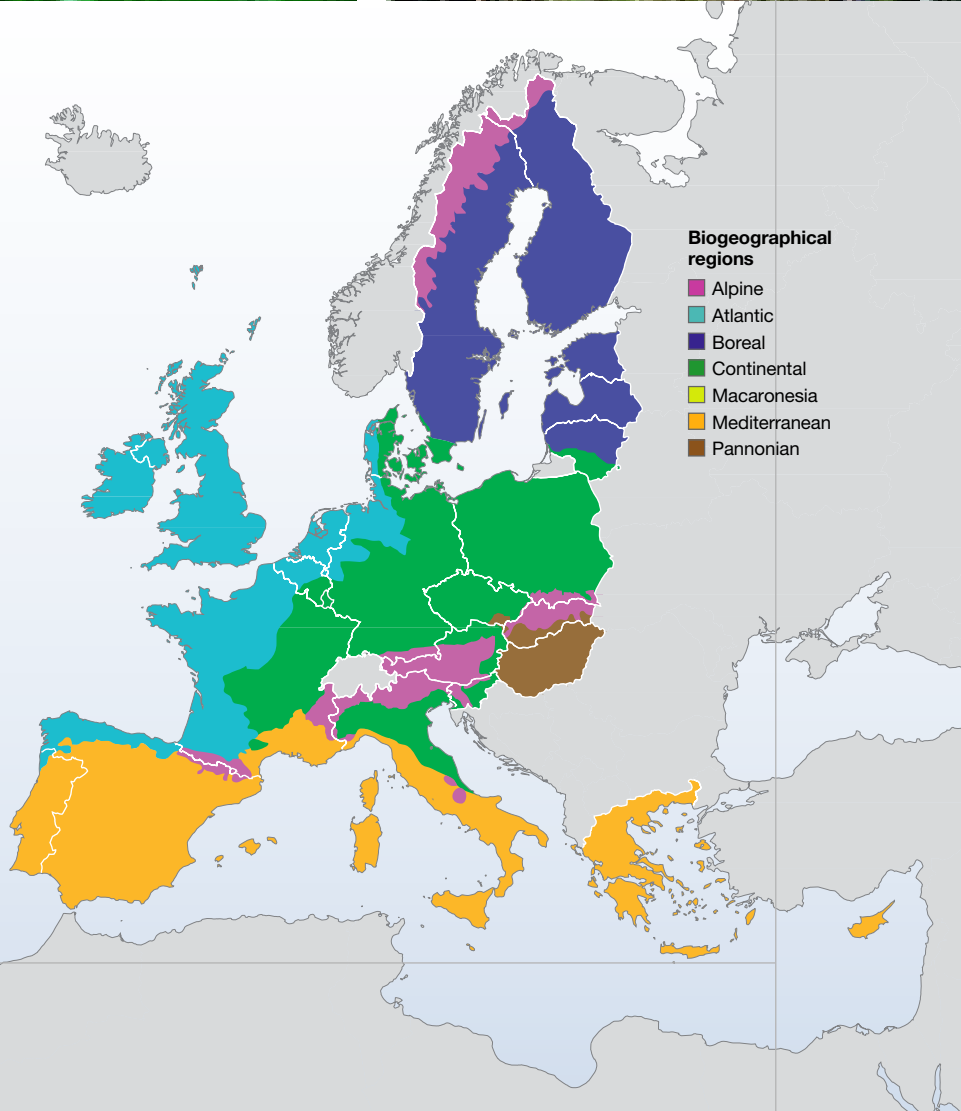 Biogeographical
regions
Alpine
Atlantic
Boreal
Continental
Macaronesia
Mediterranean
Pannonian